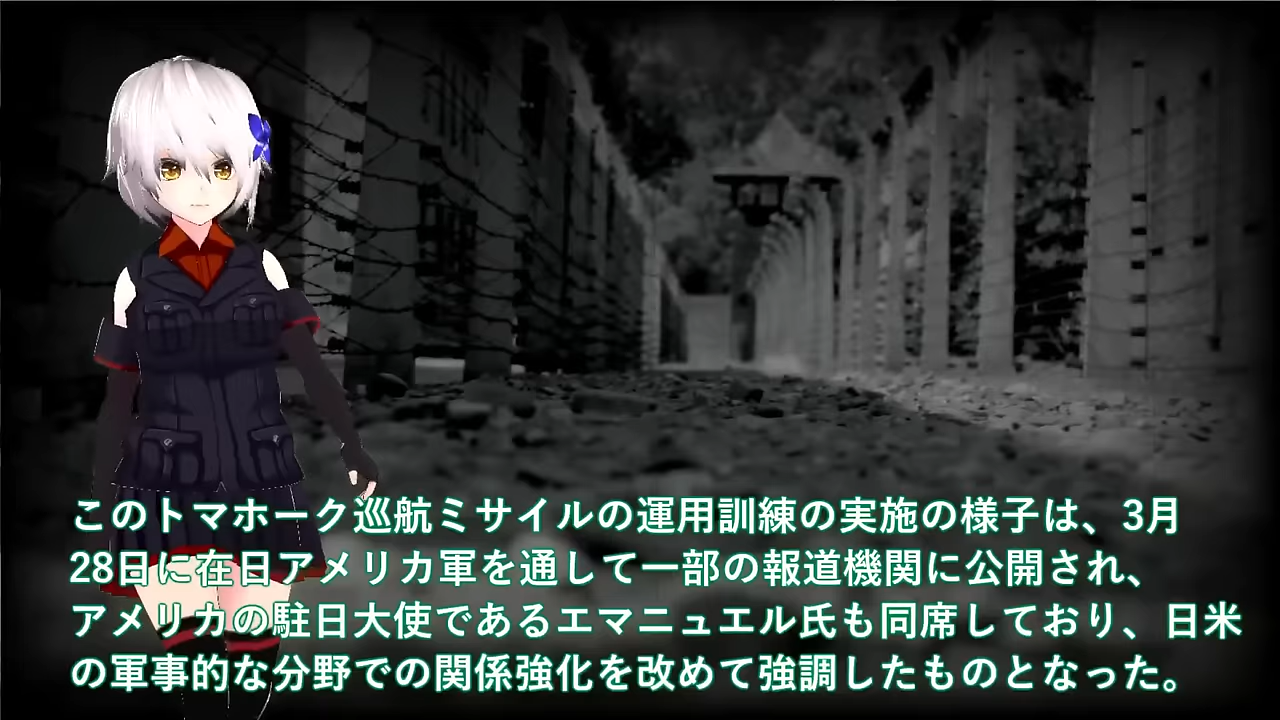 このトマホーク巡航ミサイルの運用訓練の実施の様子は、3月
28日に在日アメリカ軍を通して一部の報道機関に公開され、
アメリカの駐日大使であるエマニュエル氏も同席しており、日米
の軍事的な分野での関係強化を改めて強調したものとなった。